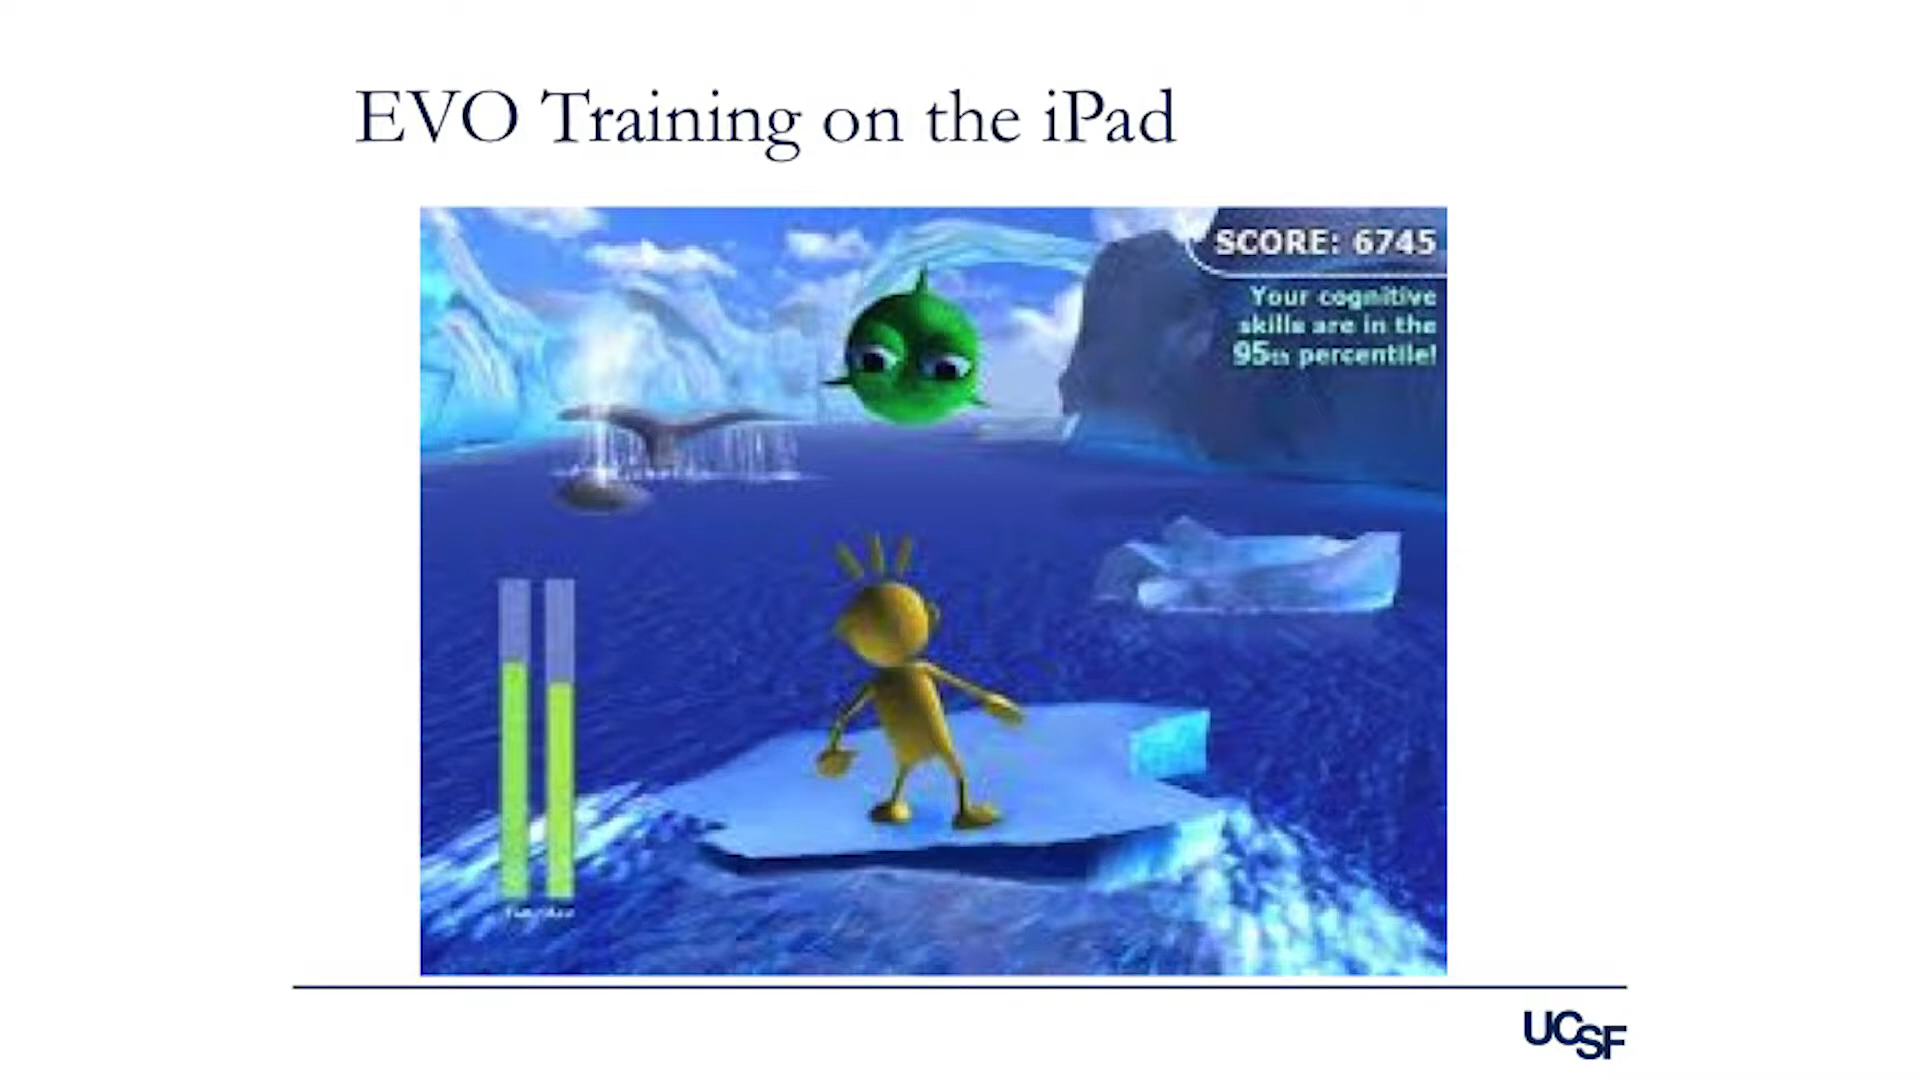 EVO Training on the iPad
SCORE: 6745
Your cognitive
skills are in the
95th percentile!
UCSF